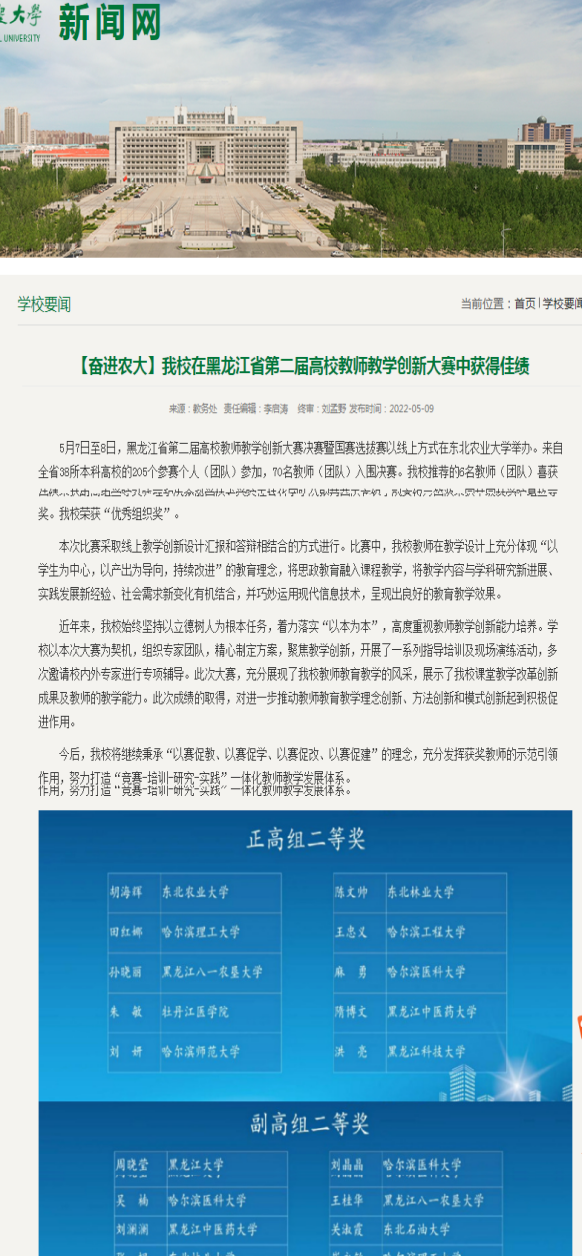 大學
新闻网
UNIVERSITY
学校要闻
当前位置：首页 | 学校要闻
【奋进农大】我校在黑龙江省第二届高校教师教学创新大赛中获得佳绩
来源：教务处 责任编辑：李启涛 终审：刘孟野 发布时间：2022-05-09
5月7日至8日，黑龙江省第二届高校教师教学创新大赛决赛暨国赛选拔赛以线上方式在东北农业大学举办。来自
全省38所本科高校的205个参赛个人（团队）参加，70名教师（团队）入围决赛。我校推荐的6名教师（团队）喜获
奖。我校荣获“优秀组织奖”。
本次比赛采取线上教学创新设计汇报和答辩相结合的方式进行。比赛中，我校教师在教学设计上充分体现“以
学生为中心，以产出为导向，持续改进”的教育理念，将思政教育融入课程教学，将教学内容与学科研究新进展、
实践发展新经验、社会需求新变化有机结合，并巧妙运用现代信息技术，呈现出良好的教育教学效果。
近年来，我校始终坚持以立德树人为根本任务，着力落实“以本为本”，高度重视教师教学创新能力培养。学
校以本次大赛为契机，组织专家团队，精心制定方案，聚焦教学创新，开展了一系列指导培训及现场演练活动，多
次邀请校内外专家进行专项辅导。此次大赛，充分展现了我校教师教育教学的风采，展示了我校课堂教学改革创新
成果及教师的教学能力。此次成绩的取得，对进一步推动教师教育教学理念创新、方法创新和模式创新起到积极促
进作用。
今后，我校将继续秉承“以赛促教、以赛促学、以赛促改、以赛促建”的理念，充分发挥获奖教师的示范引领
作用，努力打造“竞赛-培训-研究-实践”一体化教师教学发展体系。
作用，努力打造“竞赛-培训-研究-实践”一体化教师教学发展体系。
正高组二等奖
胡海晖 东北农业大学 陈文帅 东北林业大学
田红娜 哈尔滨理工大学 王忠义 哈尔滨工程大学
孙晓丽 黑龙江八一农垦大学 麻 勇 哈尔滨医科大学
朱 敏 牡丹江医学院 隋博文 黑龙江中医药大学
刘 妍 哈尔滨师范大学 洪 亮 黑龙江科技大学
副高组二等奖
周晓莹 黑龙江大学 刘晶晶 哈尔滨医科大学
吴 楠 哈尔滨医科大学 王桂华 黑龙江八一农垦大学
刘澜澜 黑龙江中医药大学 关淑霞 东北石油大学